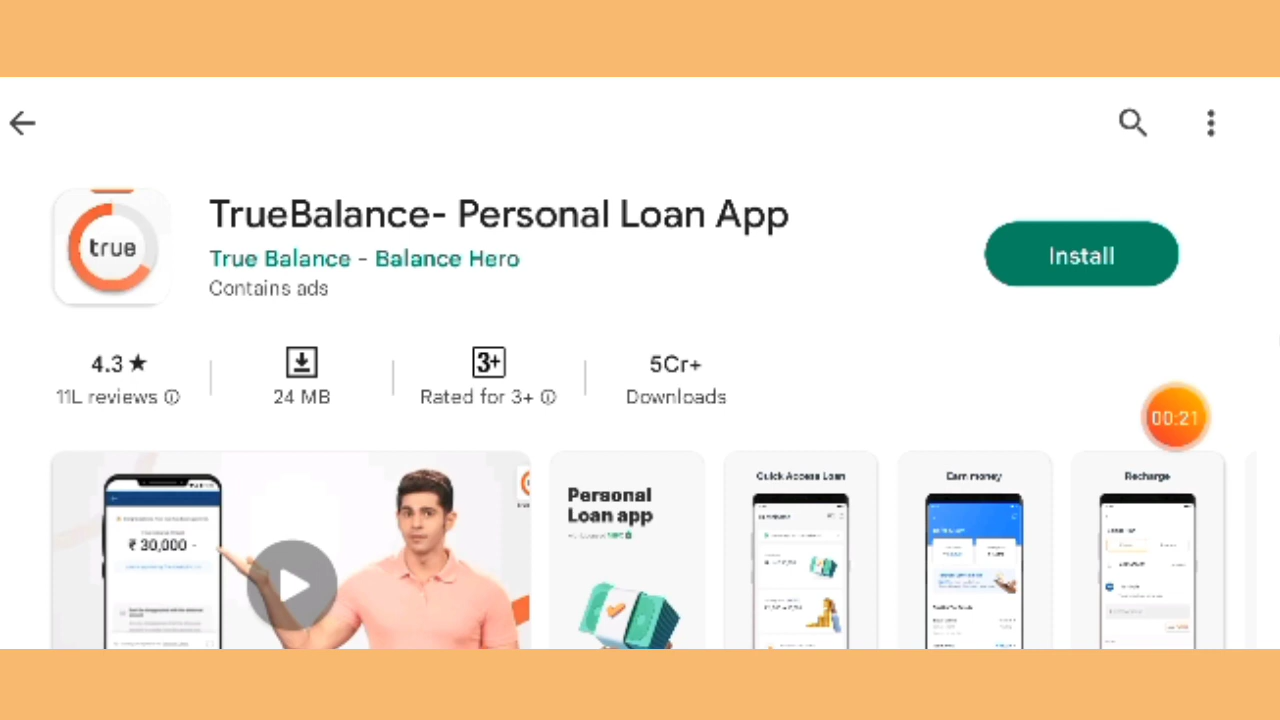 true
TrueBalance- Personal Loan App
True Balance - Balance Hero
Contains ads
Install
4.3 ★
11L reviews
24 MB
3+
Rated for 3+
5Cr+
Downloads
00:21
₹ 30,000
Personal
Loan app
Quick Access Loan
Earn money
Recharge